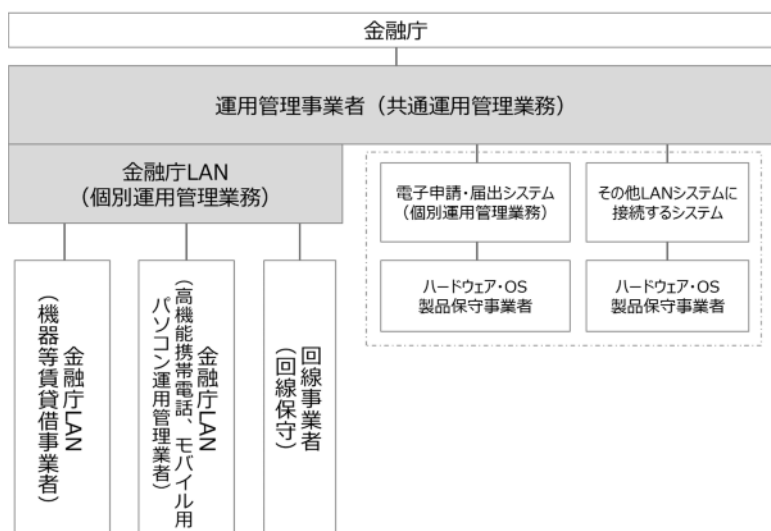 金融庁
運用管理事業者（共通運用管理業務）
金融庁LAN
（個別運用管理業務）
電子申請・届出システム
（個別運用管理業務）
その他LANシステムに
接続するシステム
ハードウェア・OS
製品保守事業者
ハードウェア・OS
製品保守事業者
金融庁LAN
（機器等賃貸借事業者）
金融庁LAN
（高機能携帯電話、モバイル用
パソコン運用管理業者）
回線事業者
（回線保守）